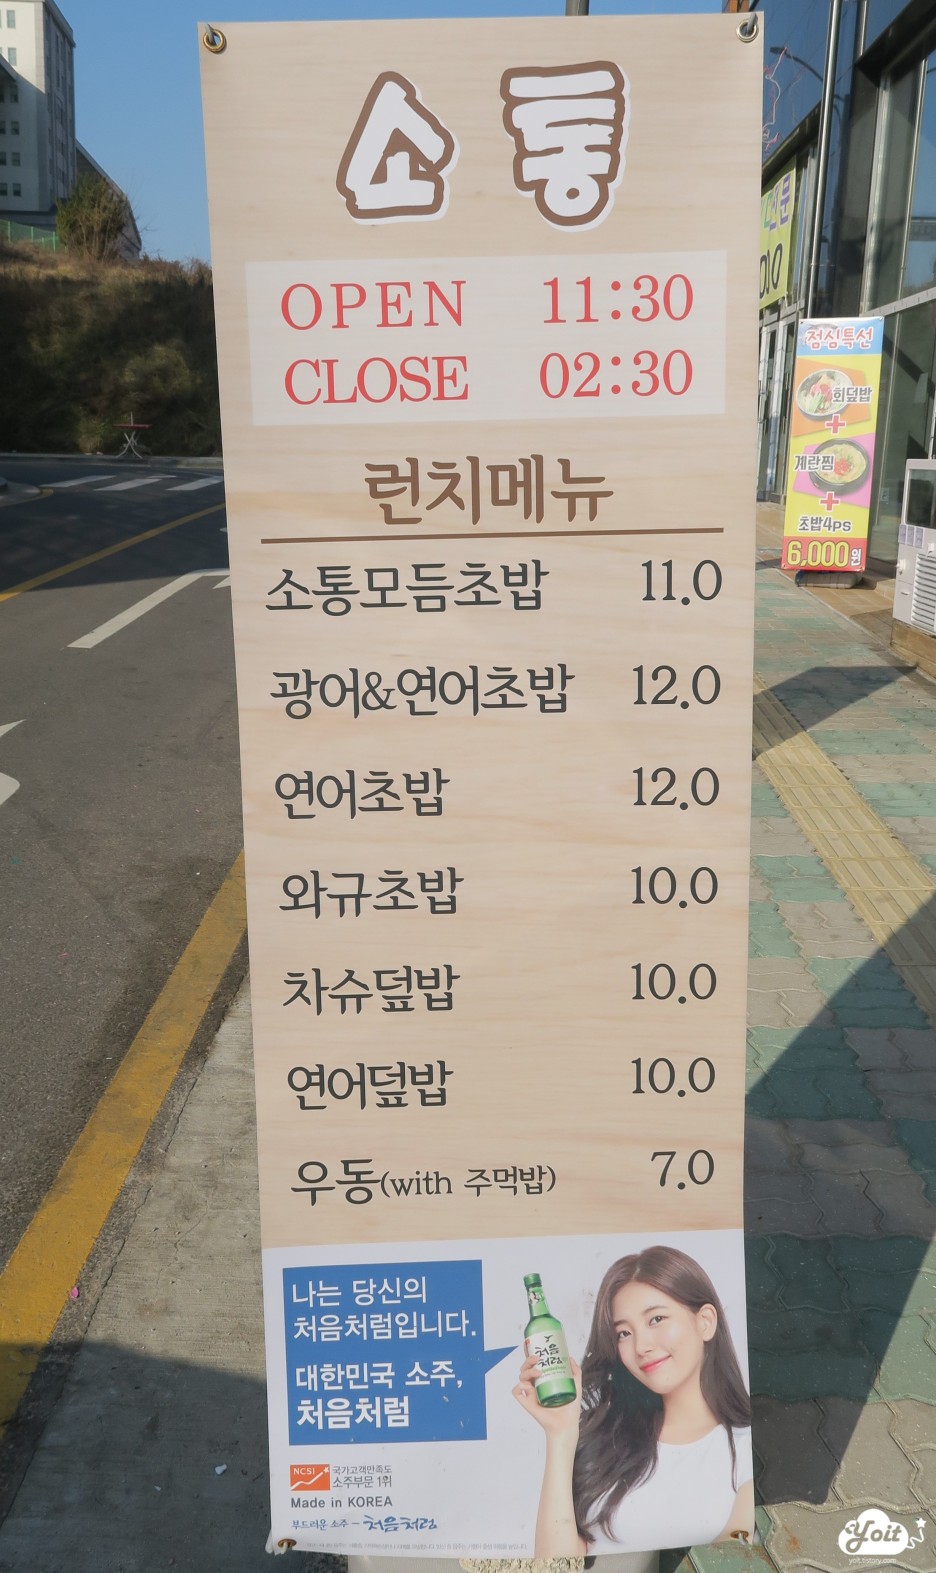 소통
OPEN 11:30
CLOSE 02:30
런치메뉴
소통모듬초밥 11.0
광어&연어초밥 12.0
연어초밥 12.0
와규초밥 10.0
차슈덮밥 10.0
연어덮밥 10.0
우동(with 주먹밥) 7.0
나는 당신의
처음처럼입니다.
대한민국 소주,
처음처럼
처음
처럼
NCSI 국가고객만족도
소주부문 1위
Made in KOREA
부드러운 소주 - 처음처럼
점심특선
회덮밥
+
계란찜
+
초밥4ps
6,000원
Yoit
yoit.tistory.com